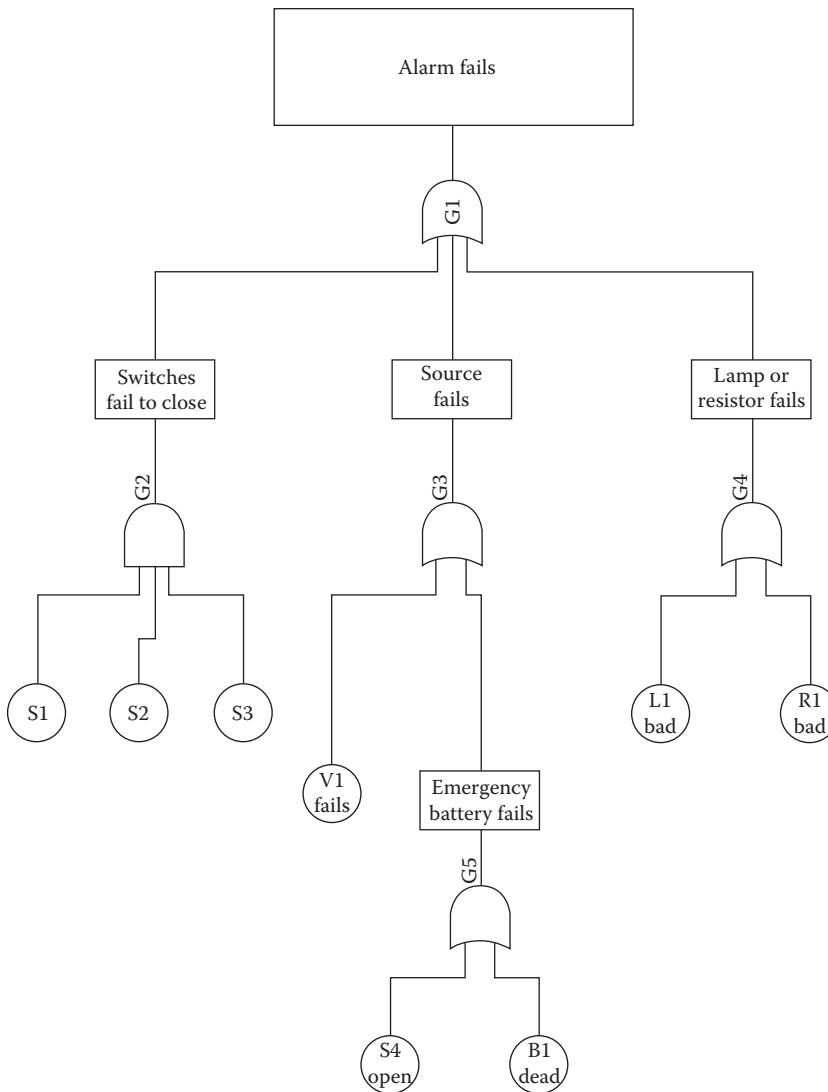 Alarm fails
G1
Switches
fail to close
Source
fails
Lamp or
resistor fails
G2
G3
G4
S1
S2
S3
L1
bad
R1
bad
V1
fails
Emergency
battery fails
G5
S4
open
B1
dead